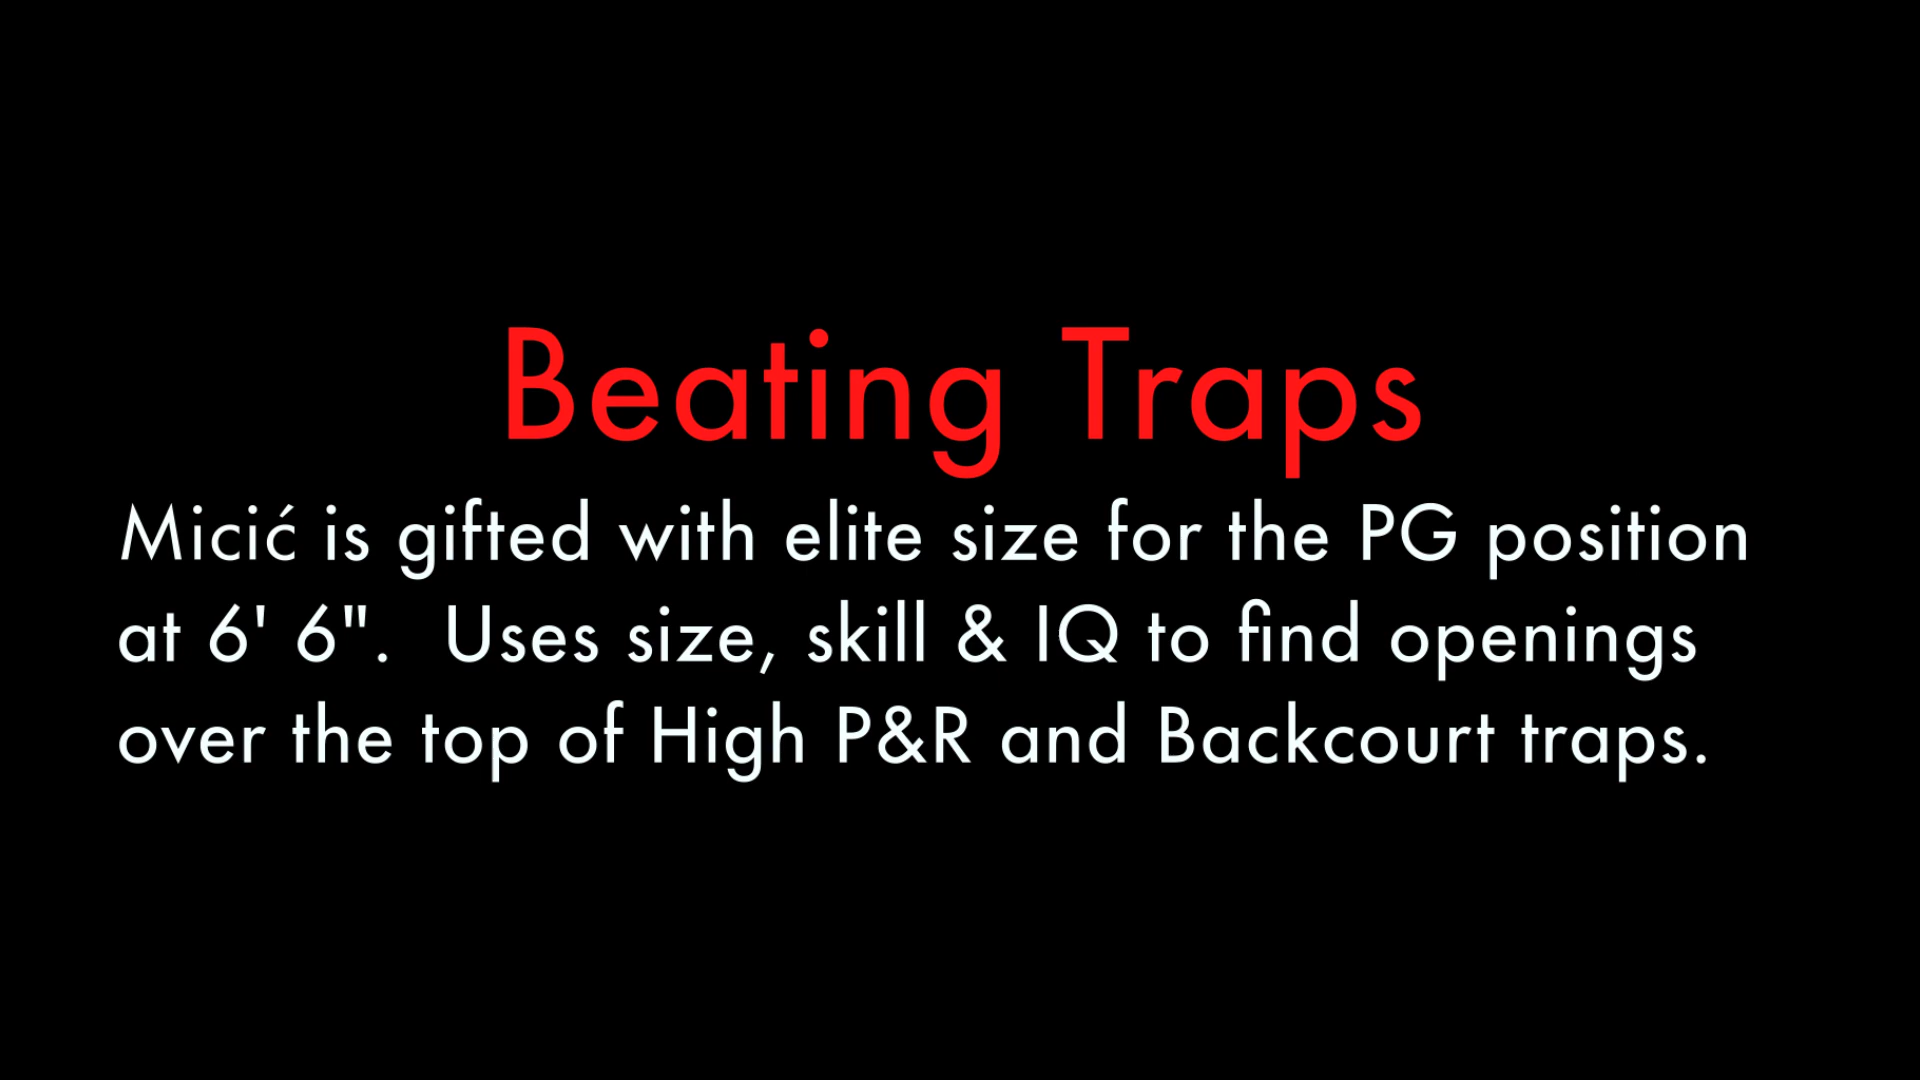 Beating Traps
Micić is gifted with elite size for the PG position
at 6' 6".  Uses size, skill & IQ to find openings
over the top of High P&R and Backcourt traps.